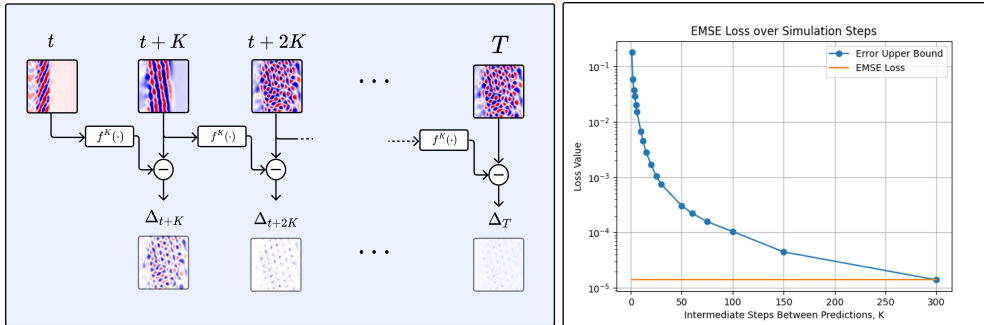 t
t + K
t + 2K
T
• • •
f^K(·)
f^K(·)
f^K(·)
−
−
−
Δ_{t+K}
Δ_{t+2K}
Δ_T
• • •
EMSE Loss over Simulation Steps
Error Upper Bound
EMSE Loss
Loss Value
10^{−1}
10^{−2}
10^{−3}
10^{−4}
10^{−5}
0 50 100 150 200 250 300
Intermediate Steps Between Predictions, K